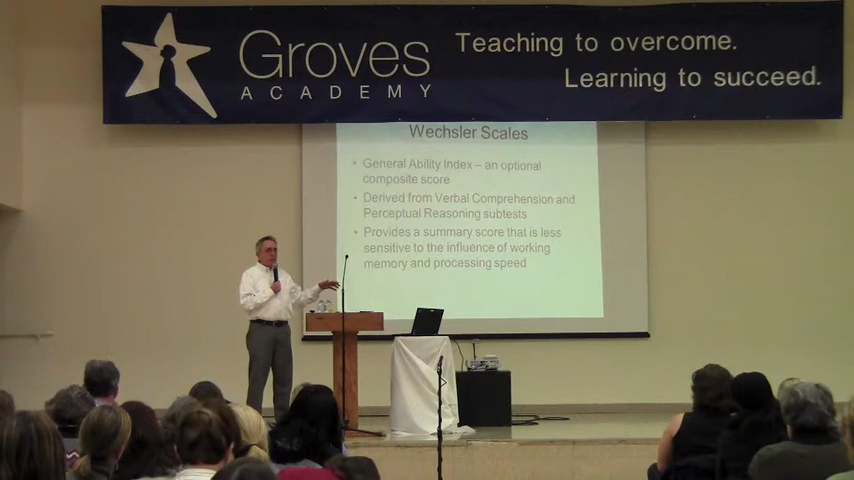 Groves
ACADEMY
Teaching to overcome.
Learning to succeed.
Wechsler Scales
• General Ability Index – an optional
composite score
• Derived from Verbal Comprehension and
Perceptual Reasoning subtests
• Provides a summary score that is less
sensitive to the influence of working
memory and processing speed